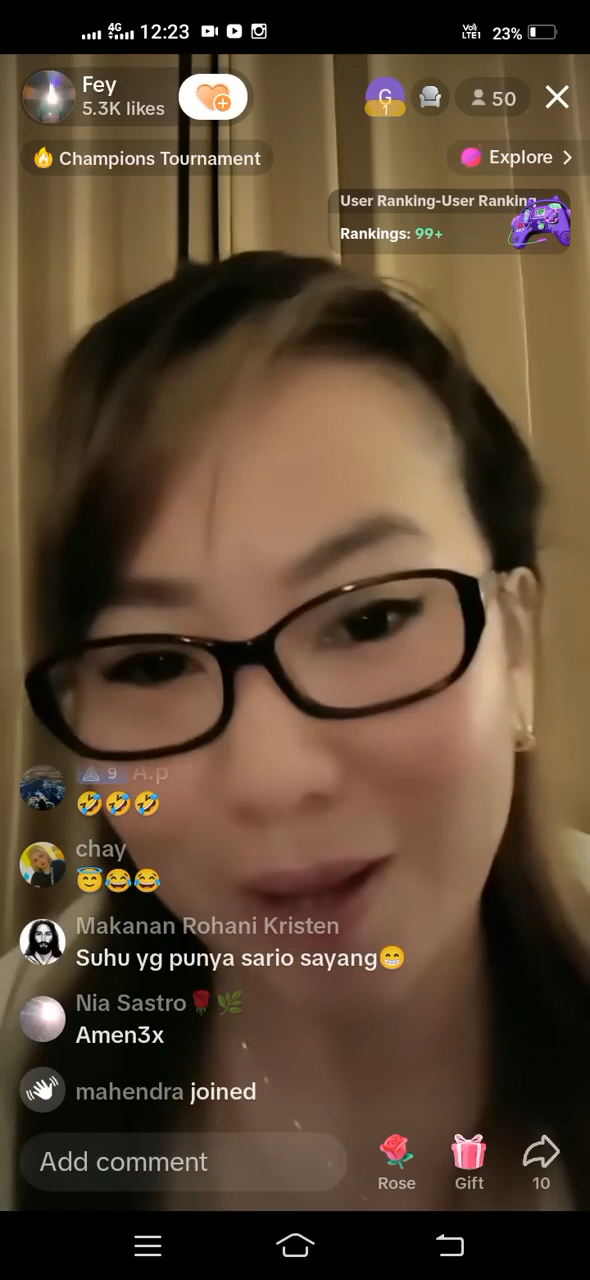 4G 12:23
Vol) LTE1 23%
Fey
5.3K likes
G
1
50
Champions Tournament
Explore
User Ranking-User Ranking
Rankings: 99+
9 A.p
🤣🤣🤣
chay
😇😂😂
Makanan Rohani Kristen
Suhu yg punya sario sayang😁
Nia Sastro🌹🌿
Amen3x
mahendra joined
Add comment
Rose
Gift
10